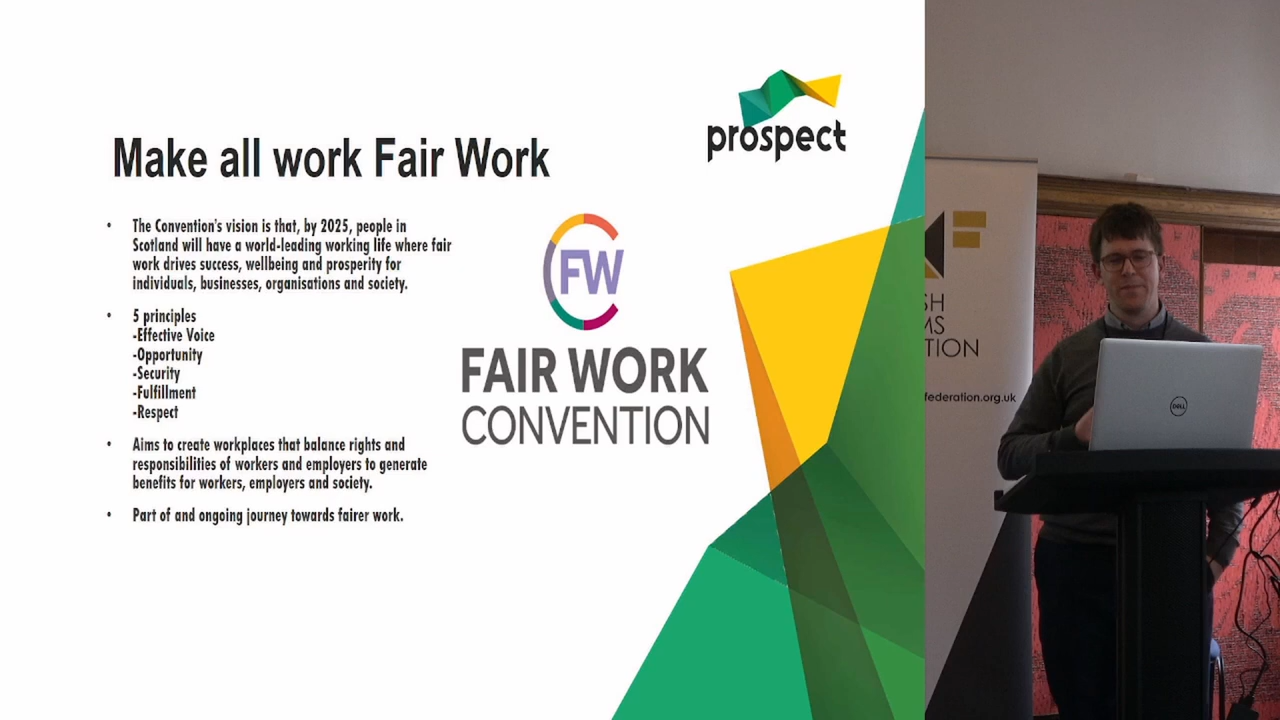 prospect
Make all work Fair Work
• The Convention's vision is that, by 2025, people in
Scotland will have a world-leading working life where fair
work drives success, wellbeing and prosperity for
individuals, businesses, organisations and society.
• 5 principles
-Effective Voice
-Opportunity
-Security
-Fulfillment
-Respect
• Aims to create workplaces that balance rights and
responsibilities of workers and employers to generate
benefits for workers, employers and society.
• Part of and ongoing journey towards fairer work.
FW
FAIR WORK
CONVENTION
SH
MS
TION
federation.org.uk
DELL